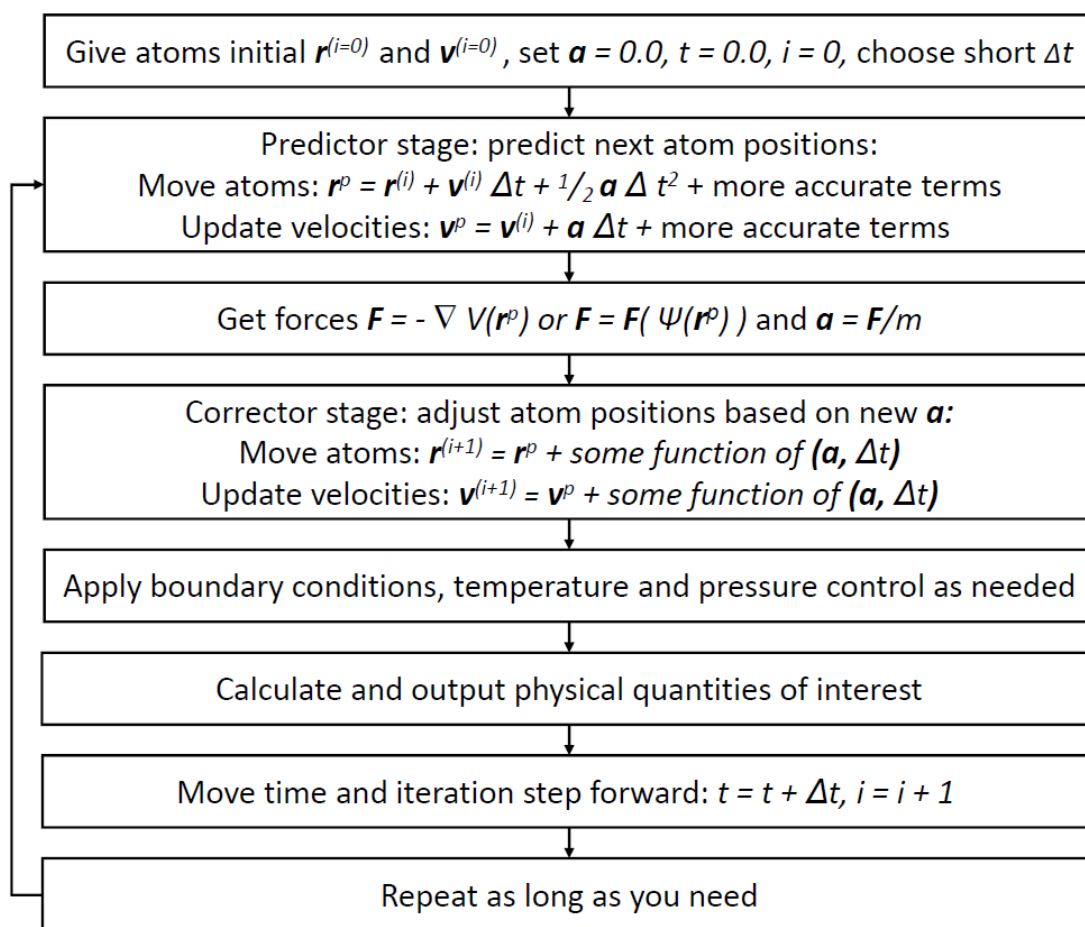 Give atoms initial r⁽ⁱ⁼⁰⁾ and v⁽ⁱ⁼⁰⁾ , set a = 0.0, t = 0.0, i = 0, choose short Δt
Predictor stage: predict next atom positions:
Move atoms: rᵖ = r⁽ⁱ⁾ + v⁽ⁱ⁾ Δt + ¹/₂ a Δ t² + more accurate terms
Update velocities: vᵖ = v⁽ⁱ⁾ + a Δt + more accurate terms
Get forces F = - ∇ V(rᵖ) or F = F( Ψ(rᵖ) ) and a = F/m
Corrector stage: adjust atom positions based on new a:
Move atoms: r⁽ⁱ⁺¹⁾ = rᵖ + some function of (a, Δt)
Update velocities: v⁽ⁱ⁺¹⁾ = vᵖ + some function of (a, Δt)
Apply boundary conditions, temperature and pressure control as needed
Calculate and output physical quantities of interest
Move time and iteration step forward: t = t + Δt, i = i + 1
Repeat as long as you need